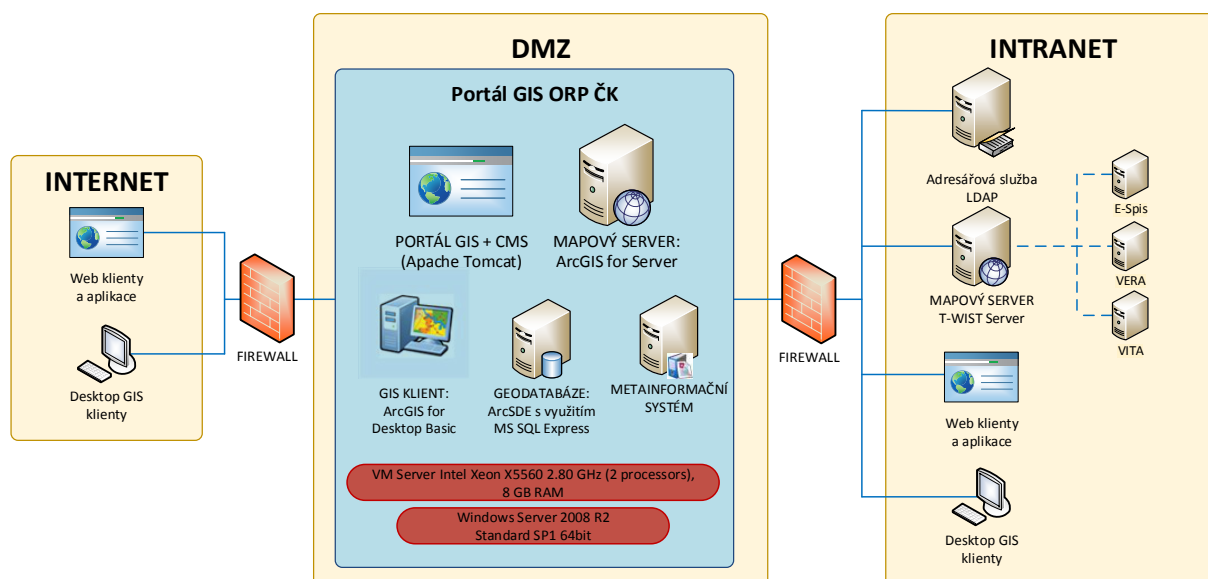 INTERNET
Web klienty
a aplikace
Desktop GIS
klienty
FIREWALL
DMZ
Portál GIS ORP ČK
PORTÁL GIS + CMS
(Apache Tomcat)
MAPOVÝ SERVER:
ArcGIS for Server
GIS KLIENT:
ArcGIS for
Desktop Basic
GEODATABÁZE:
ArcSDE s využitím
MS SQL Express
METAINFORMAČNÍ
SYSTÉM
VM Server Intel Xeon X5560 2.80 GHz (2 processors),
8 GB RAM
Windows Server 2008 R2
Standard SP1 64bit
FIREWALL
INTRANET
Adresářová služba
LDAP
MAPOVÝ SERVER
T-WIST Server
E-Spis
VERA
VITA
Web klienty
a aplikace
Desktop GIS
klienty